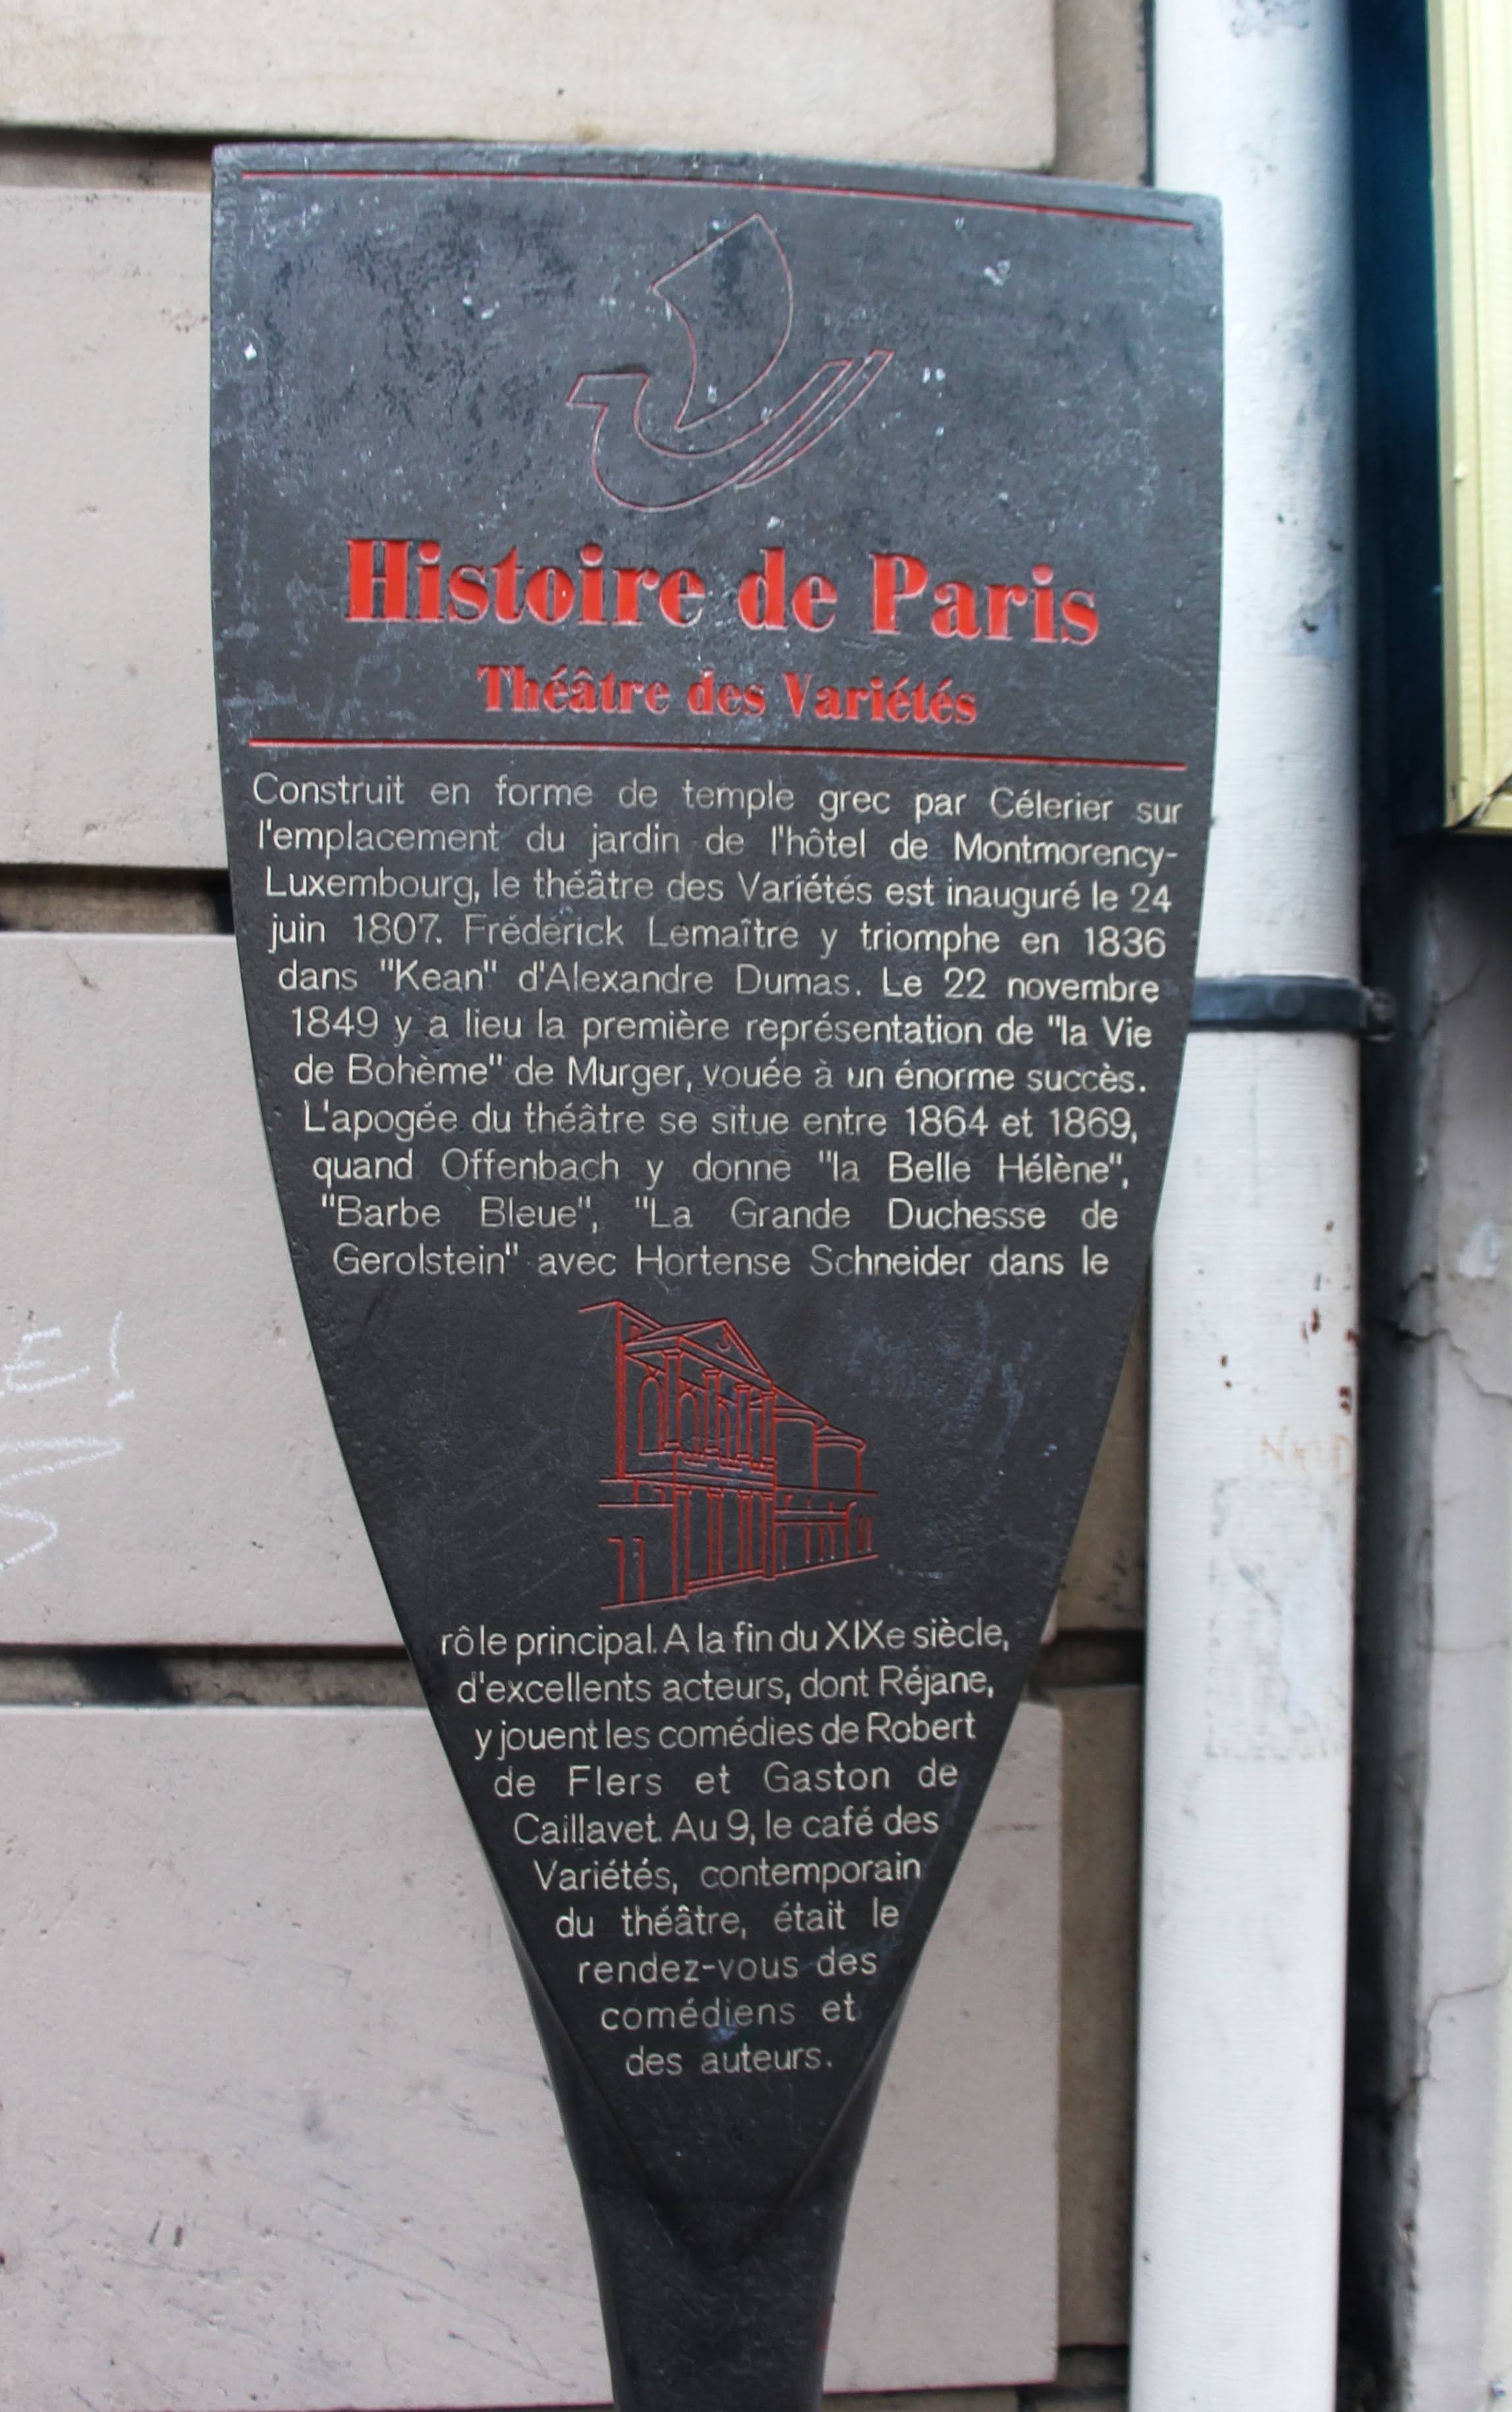 Histoire de Paris
Théâtre des Variétés
Construit en forme de temple grec par Célerier sur
l'emplacement du jardin de l'hôtel de Montmorency-
Luxembourg, le théâtre des Variétés est inauguré le 24
juin 1807. Frédérick Lemaître y triomphe en 1836
dans "Kean" d'Alexandre Dumas. Le 22 novembre
1849 y a lieu la première représentation de "la Vie
de Bohème" de Murger, vouée à un énorme succès.
L'apogée du théâtre se situe entre 1864 et 1869,
quand Offenbach y donne "la Belle Hélène",
"Barbe Bleue", "La Grande Duchesse de
Gerolstein" avec Hortense Schneider dans le
rôle principal. A la fin du XIXe siècle,
d'excellents acteurs, dont Réjane,
y jouent les comédies de Robert
de Flers et Gaston de
Caillavet. Au 9, le café des
Variétés, contemporain
du théâtre, était le
rendez-vous des
comédiens et
des auteurs.